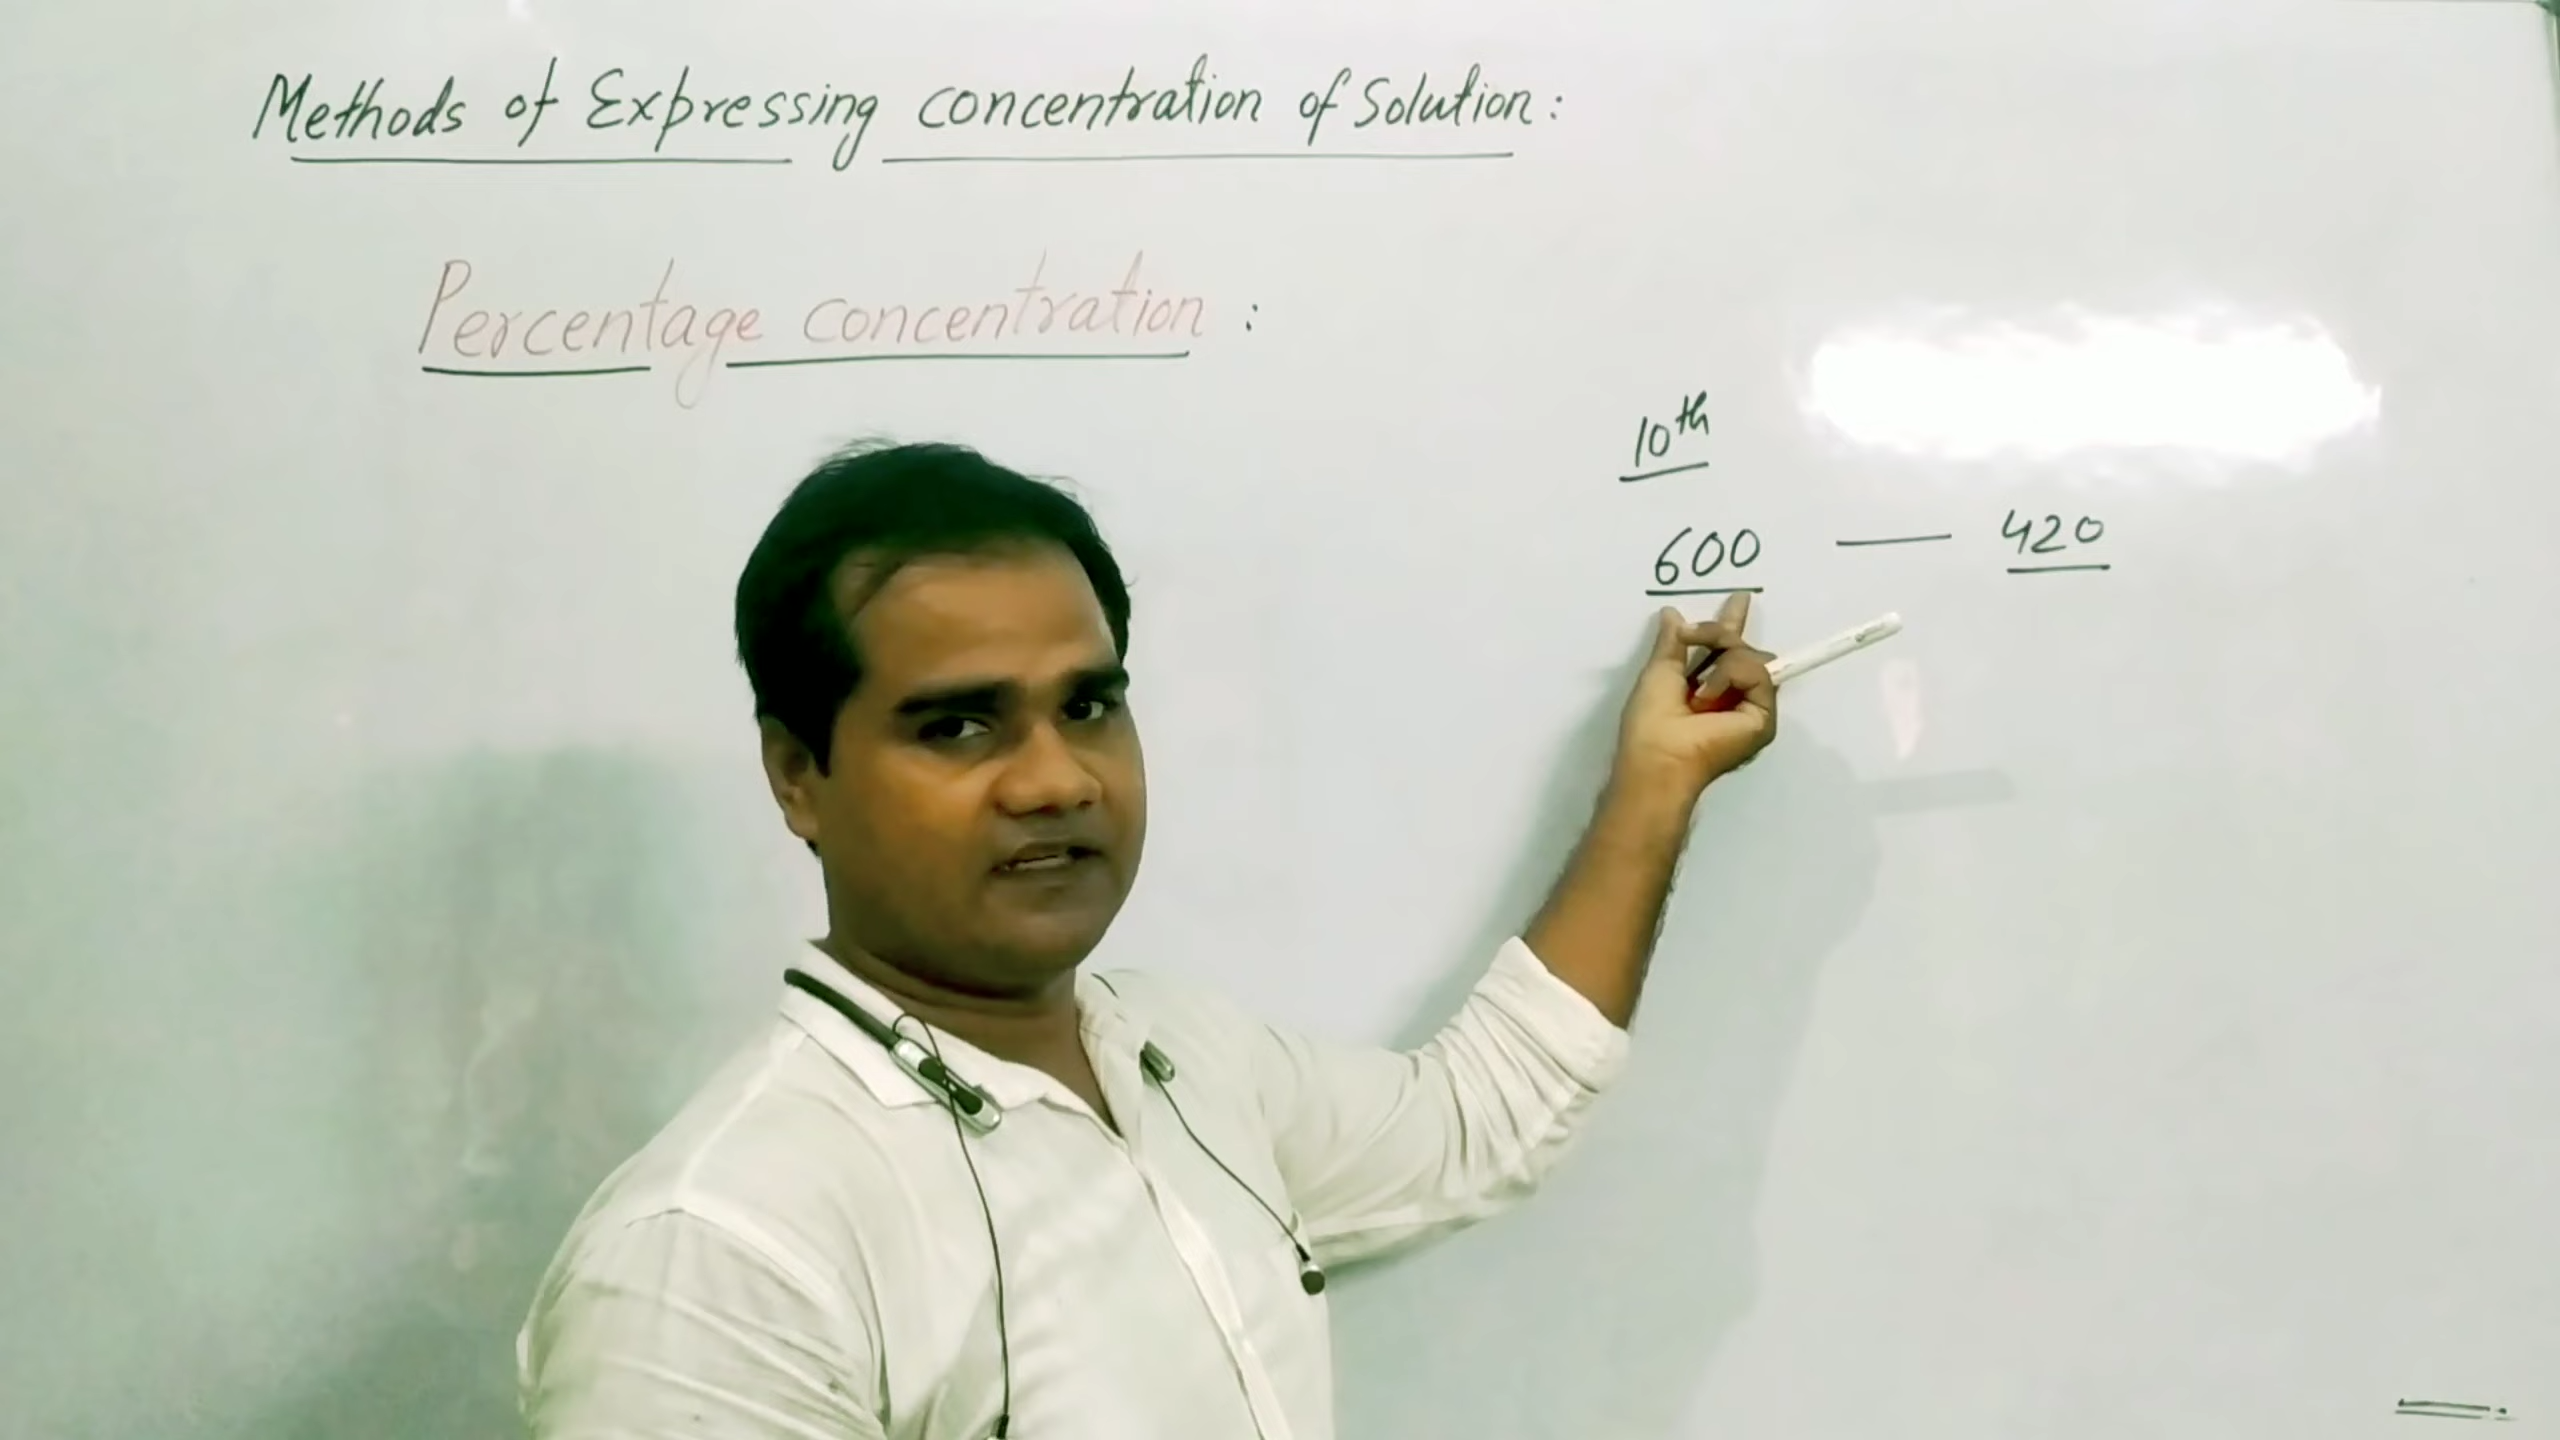 Methods of Expressing concentration of Solution:
Percentage concentration :
10th
600 — 420